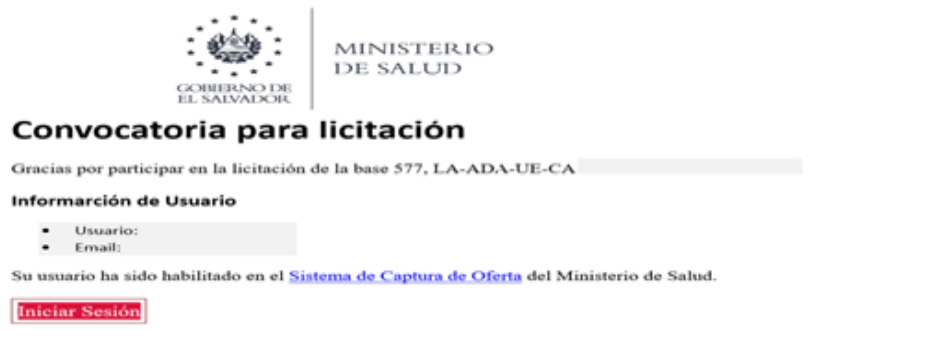 GOBIERNO DE
EL SALVADOR
MINISTERIO
DE SALUD
Convocatoria para licitación
Gracias por participar en la licitación de la base 577, LA-ADA-UE-CA
Informarción de Usuario
• Usuario:
• Email:
Su usuario ha sido habilitado en el Sistema de Captura de Oferta del Ministerio de Salud.
Iniciar Sesión